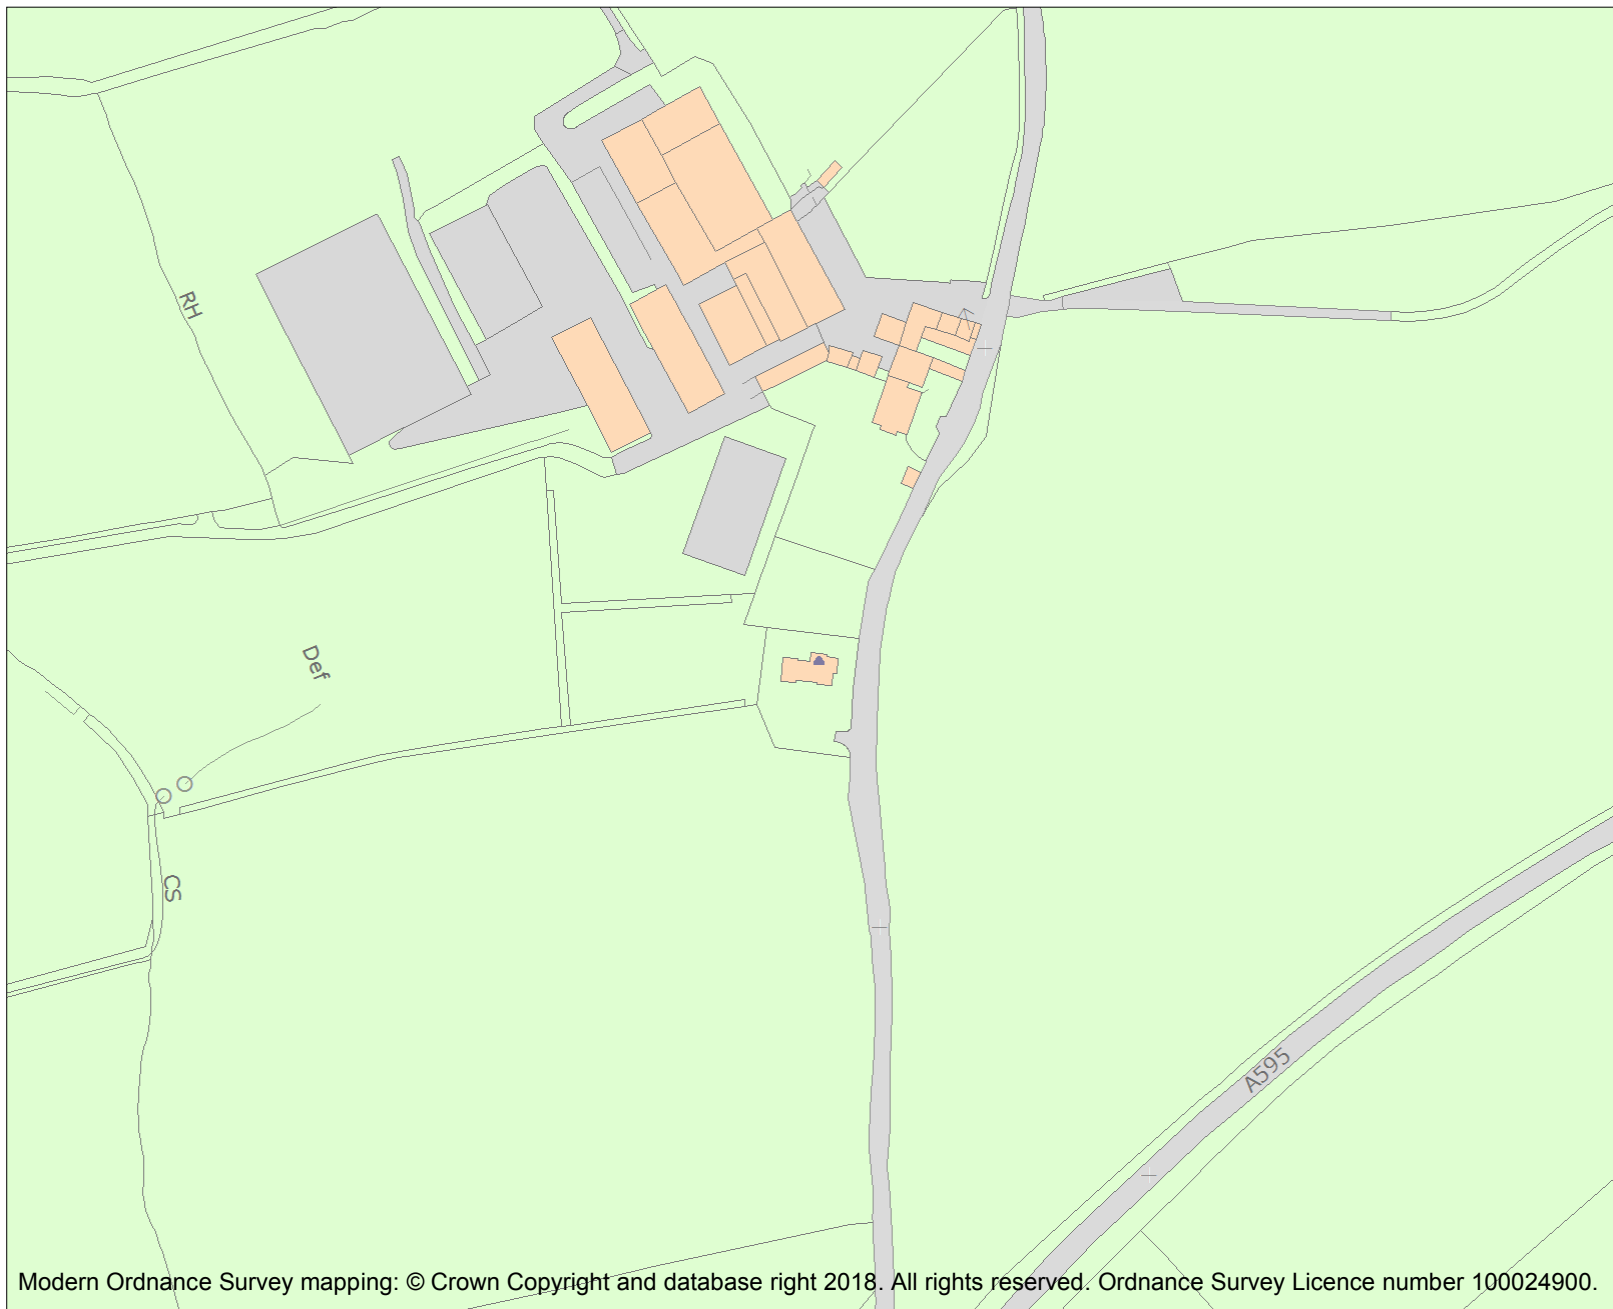 RH
Def
CS
A595
Modern Ordnance Survey mapping: © Crown Copyright and database right 2018. All rights reserved. Ordnance Survey Licence number 100024900.